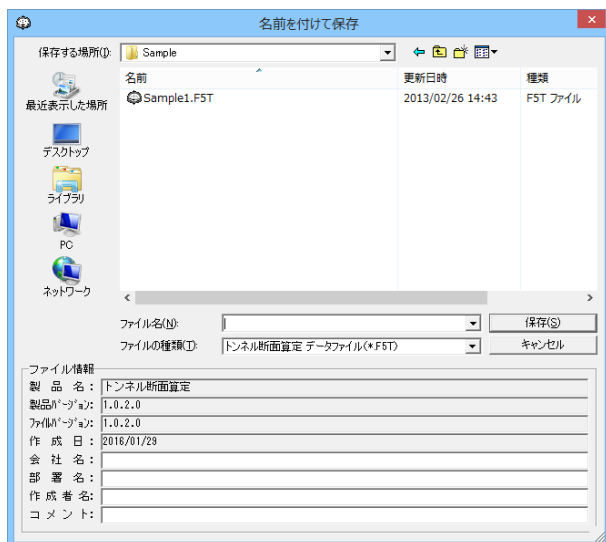 名前を付けて保存
保存する場所(I): Sample
名前 更新日時 種類
Sample1.F5T 2013/02/26 14:43 F5T ファイル
最近表示した場所
デスクトップ
ライブラリ
PC
ネットワーク
ファイル名(N): 保存(S)
ファイルの種類(T): トンネル断面算定 データファイル(*.F5T) キャンセル
ファイル情報
製 品 名: トンネル断面算定
製品ﾊﾞｰｼﾞｮﾝ: 1.0.2.0
ﾌｧｲﾙﾊﾞｰｼﾞｮﾝ: 1.0.2.0
作 成 日: 2016/01/29
会 社 名:
部 署 名:
作 成 者 名:
コ メ ン ト: